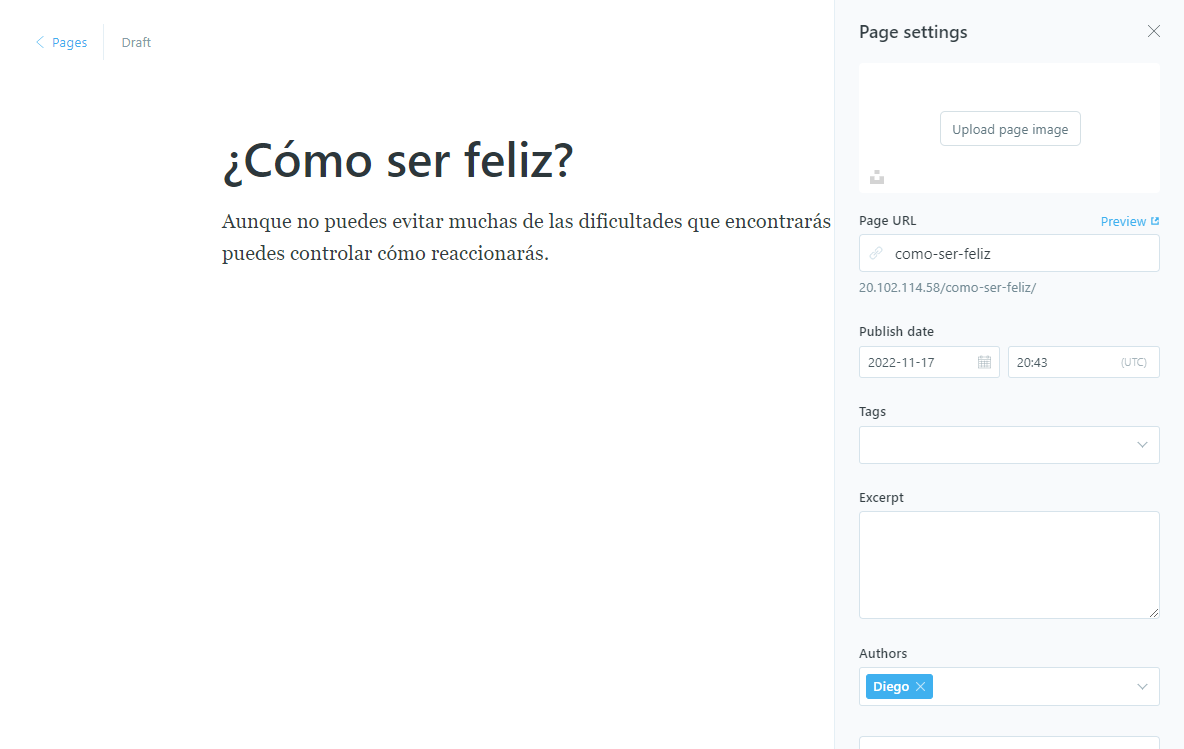 Pages
Draft
¿Cómo ser feliz?
Aunque no puedes evitar muchas de las dificultades que encontrarás
puedes controlar cómo reaccionarás.
Page settings
Upload page image
Page URL
Preview
como-ser-feliz
20.102.114.58/como-ser-feliz/
Publish date
2022-11-17
20:43 (UTC)
Tags
Excerpt
Authors
Diego